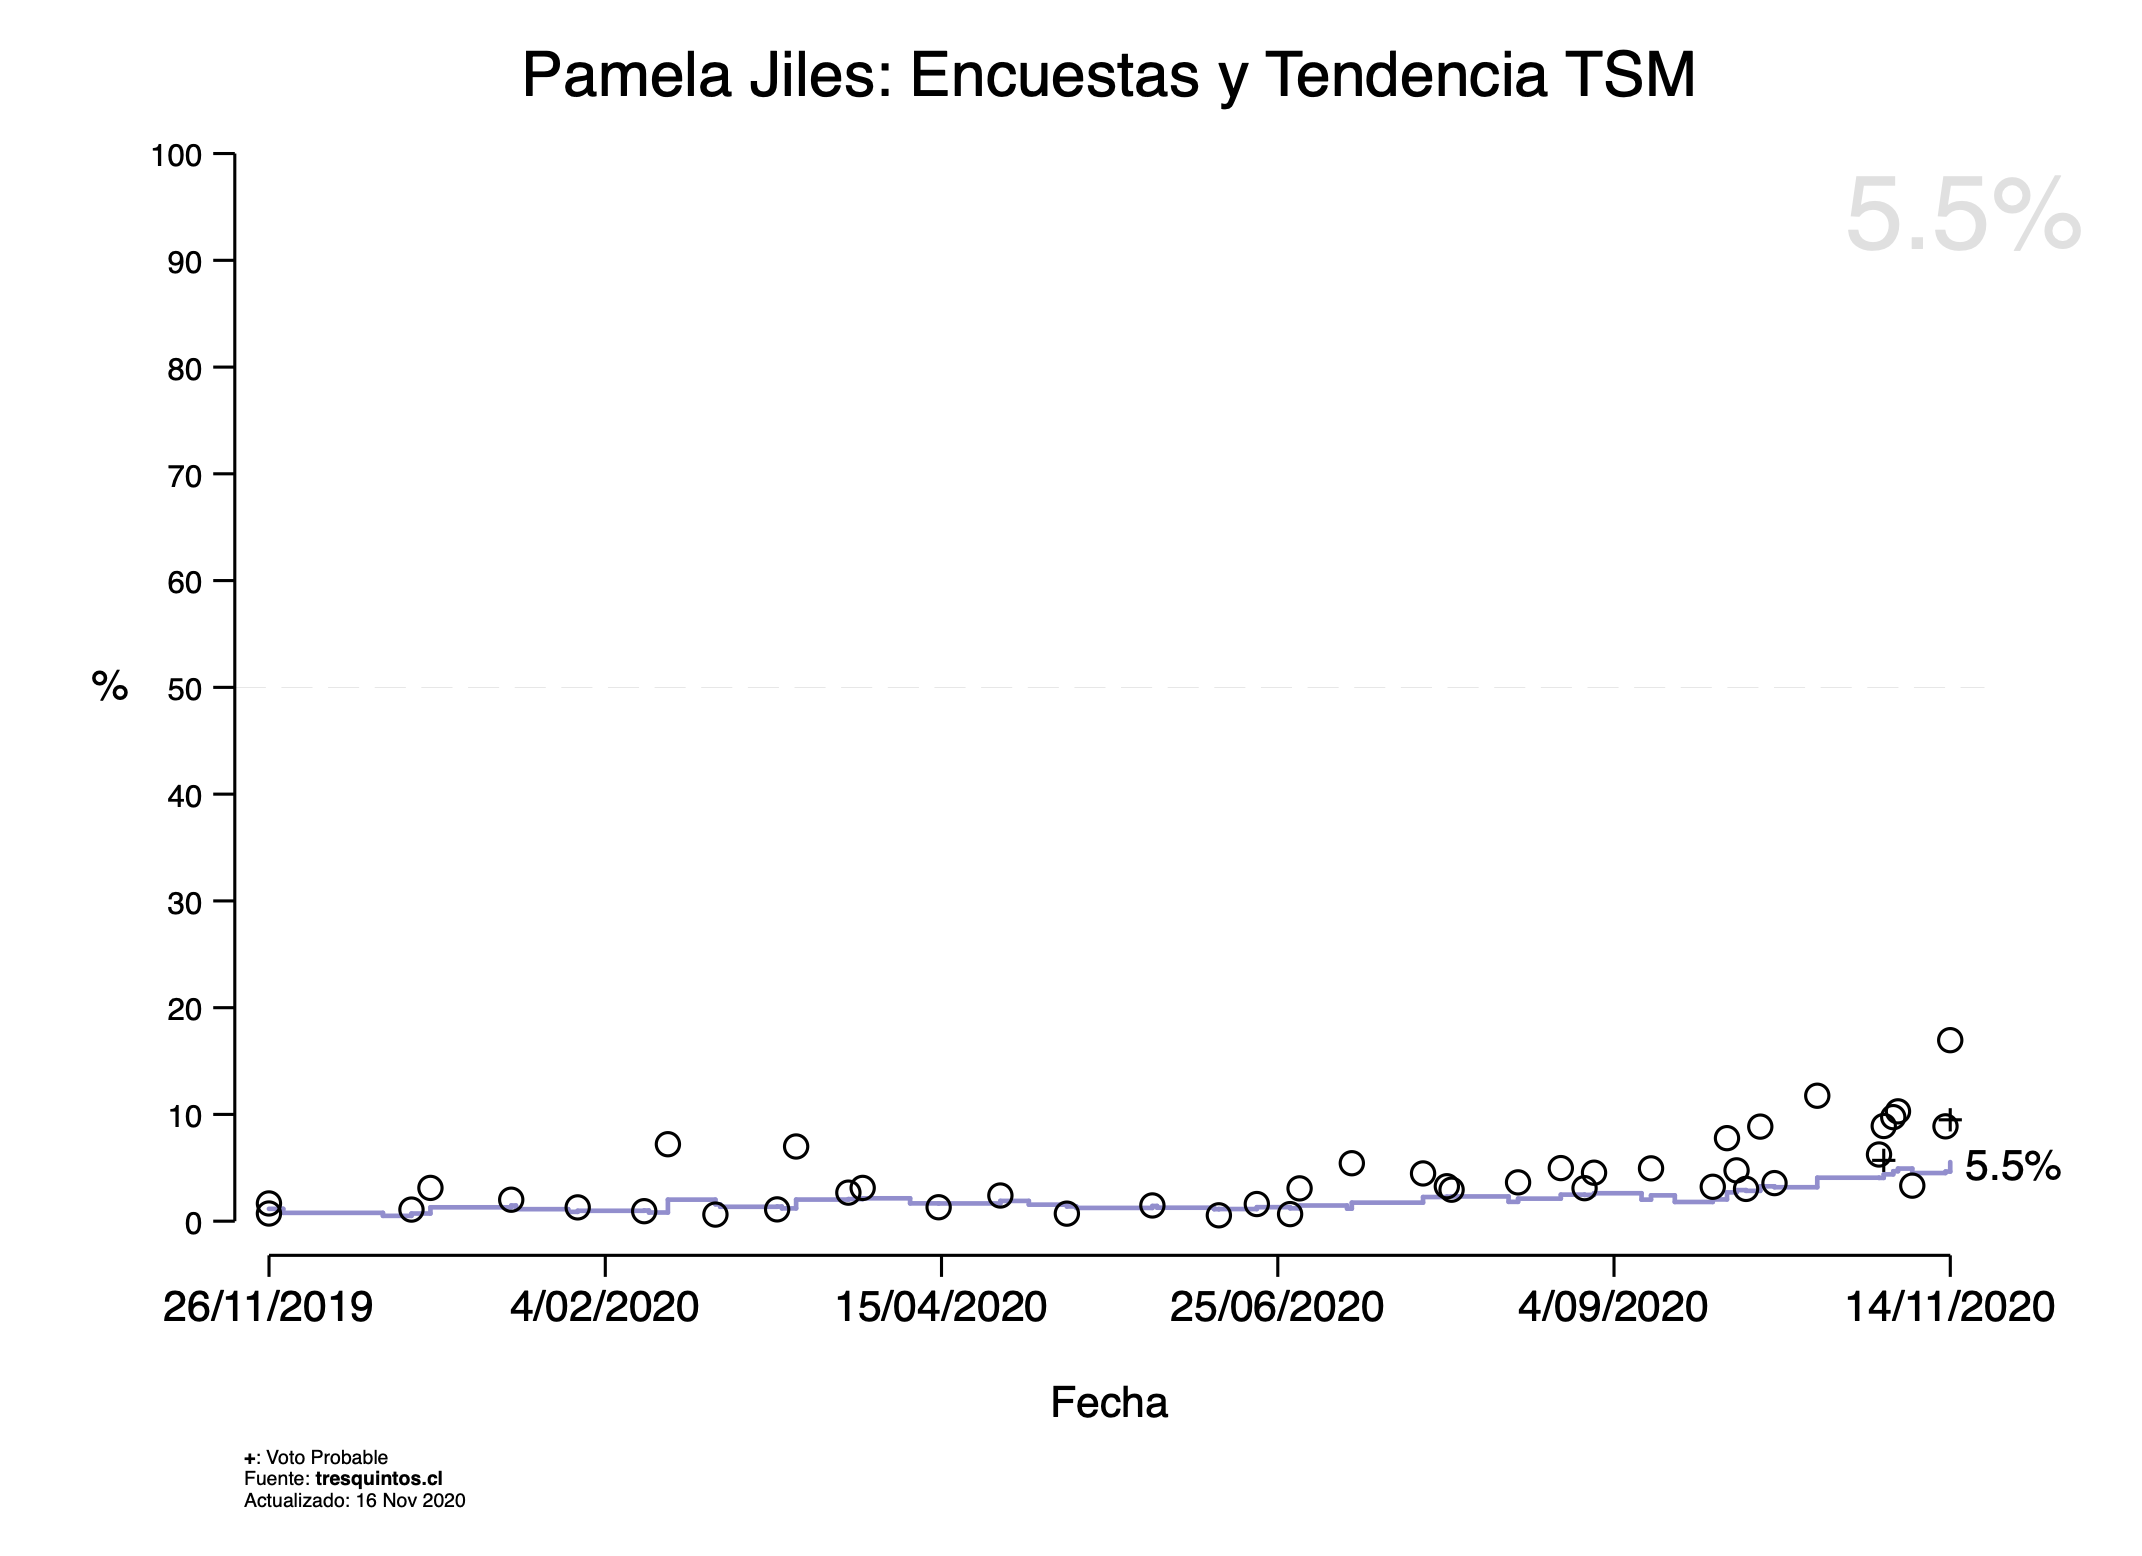 Pamela Jiles: Encuestas y Tendencia TSM
5.5%
100
90
80
70
60
% 50
40
30
20
10
5.5%
0
26/11/2019 4/02/2020 15/04/2020 25/06/2020 4/09/2020 14/11/2020
Fecha
+: Voto Probable
Fuente: tresquintos.cl
Actualizado: 16 Nov 2020